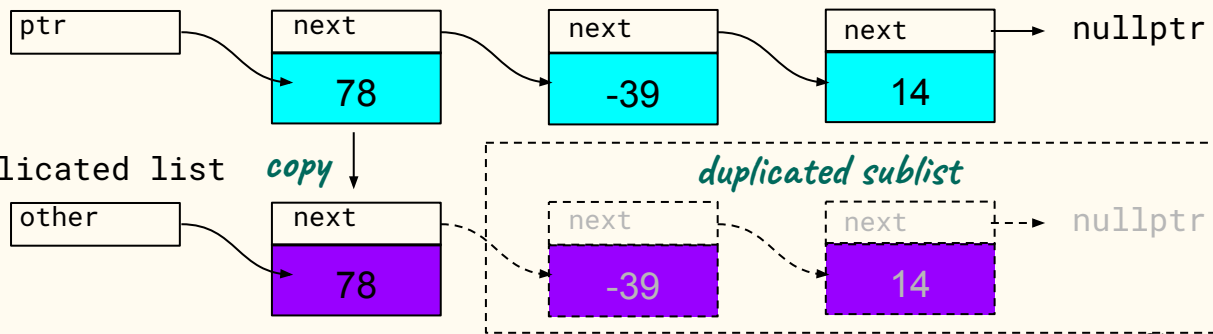 ptr next next next nullptr
78 -39 14
licated list copy duplicated sublist
other next next next nullptr
78 -39 14